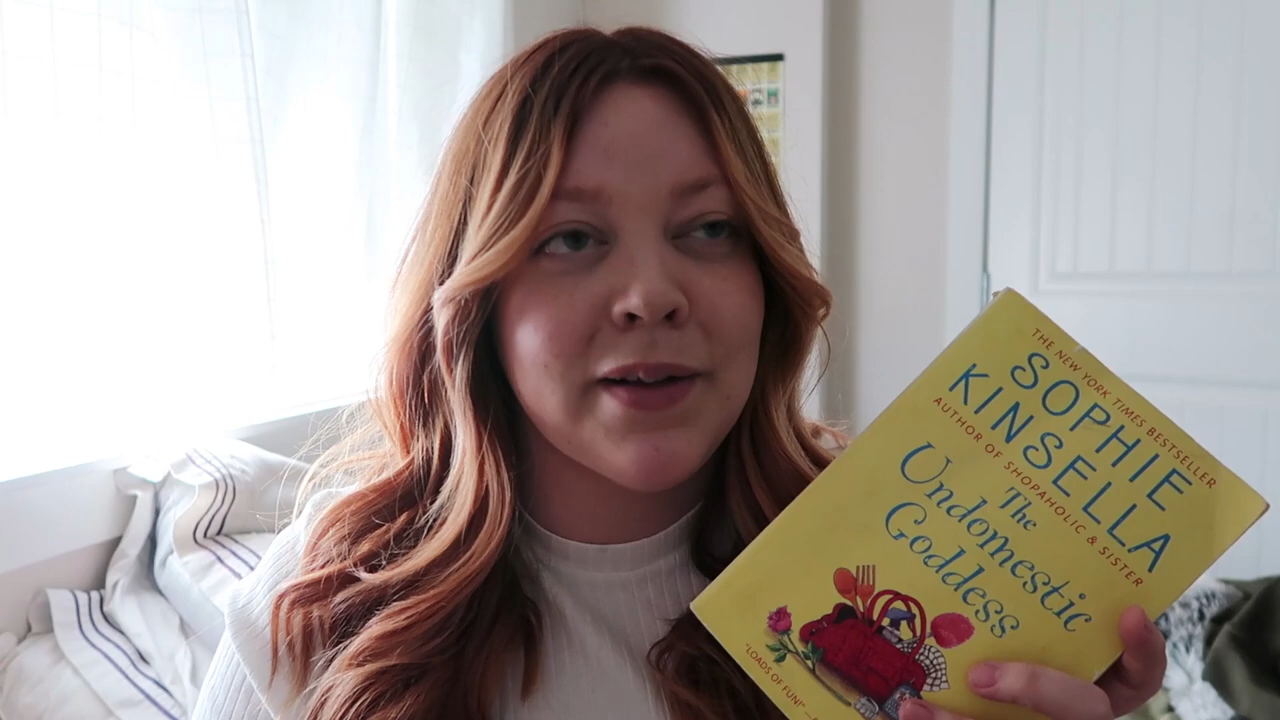 THE NEW YORK TIMES BESTSELLER
SOPHIE
KINSELLA
AUTHOR OF SHOPAHOLIC & SISTER
The
Undomestic
Goddess
"LOADS OF FUN!" —